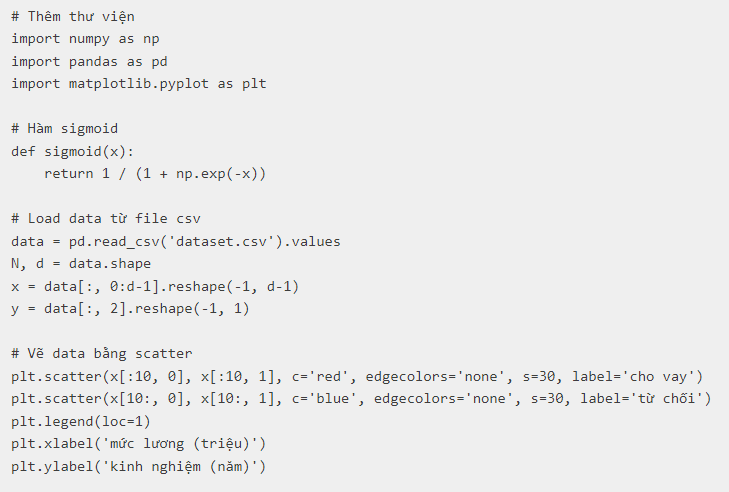 # Thêm thư viện
import numpy as np
import pandas as pd
import matplotlib.pyplot as plt

# Hàm sigmoid
def sigmoid(x):
    return 1 / (1 + np.exp(-x))

# Load data từ file csv
data = pd.read_csv('dataset.csv').values
N, d = data.shape
x = data[:, 0:d-1].reshape(-1, d-1)
y = data[:, 2].reshape(-1, 1)

# Vẽ data bằng scatter
plt.scatter(x[:10, 0], x[:10, 1], c='red', edgecolors='none', s=30, label='cho vay')
plt.scatter(x[10:, 0], x[10:, 1], c='blue', edgecolors='none', s=30, label='từ chối')
plt.legend(loc=1)
plt.xlabel('mức lương (triệu)')
plt.ylabel('kinh nghiệm (năm)')